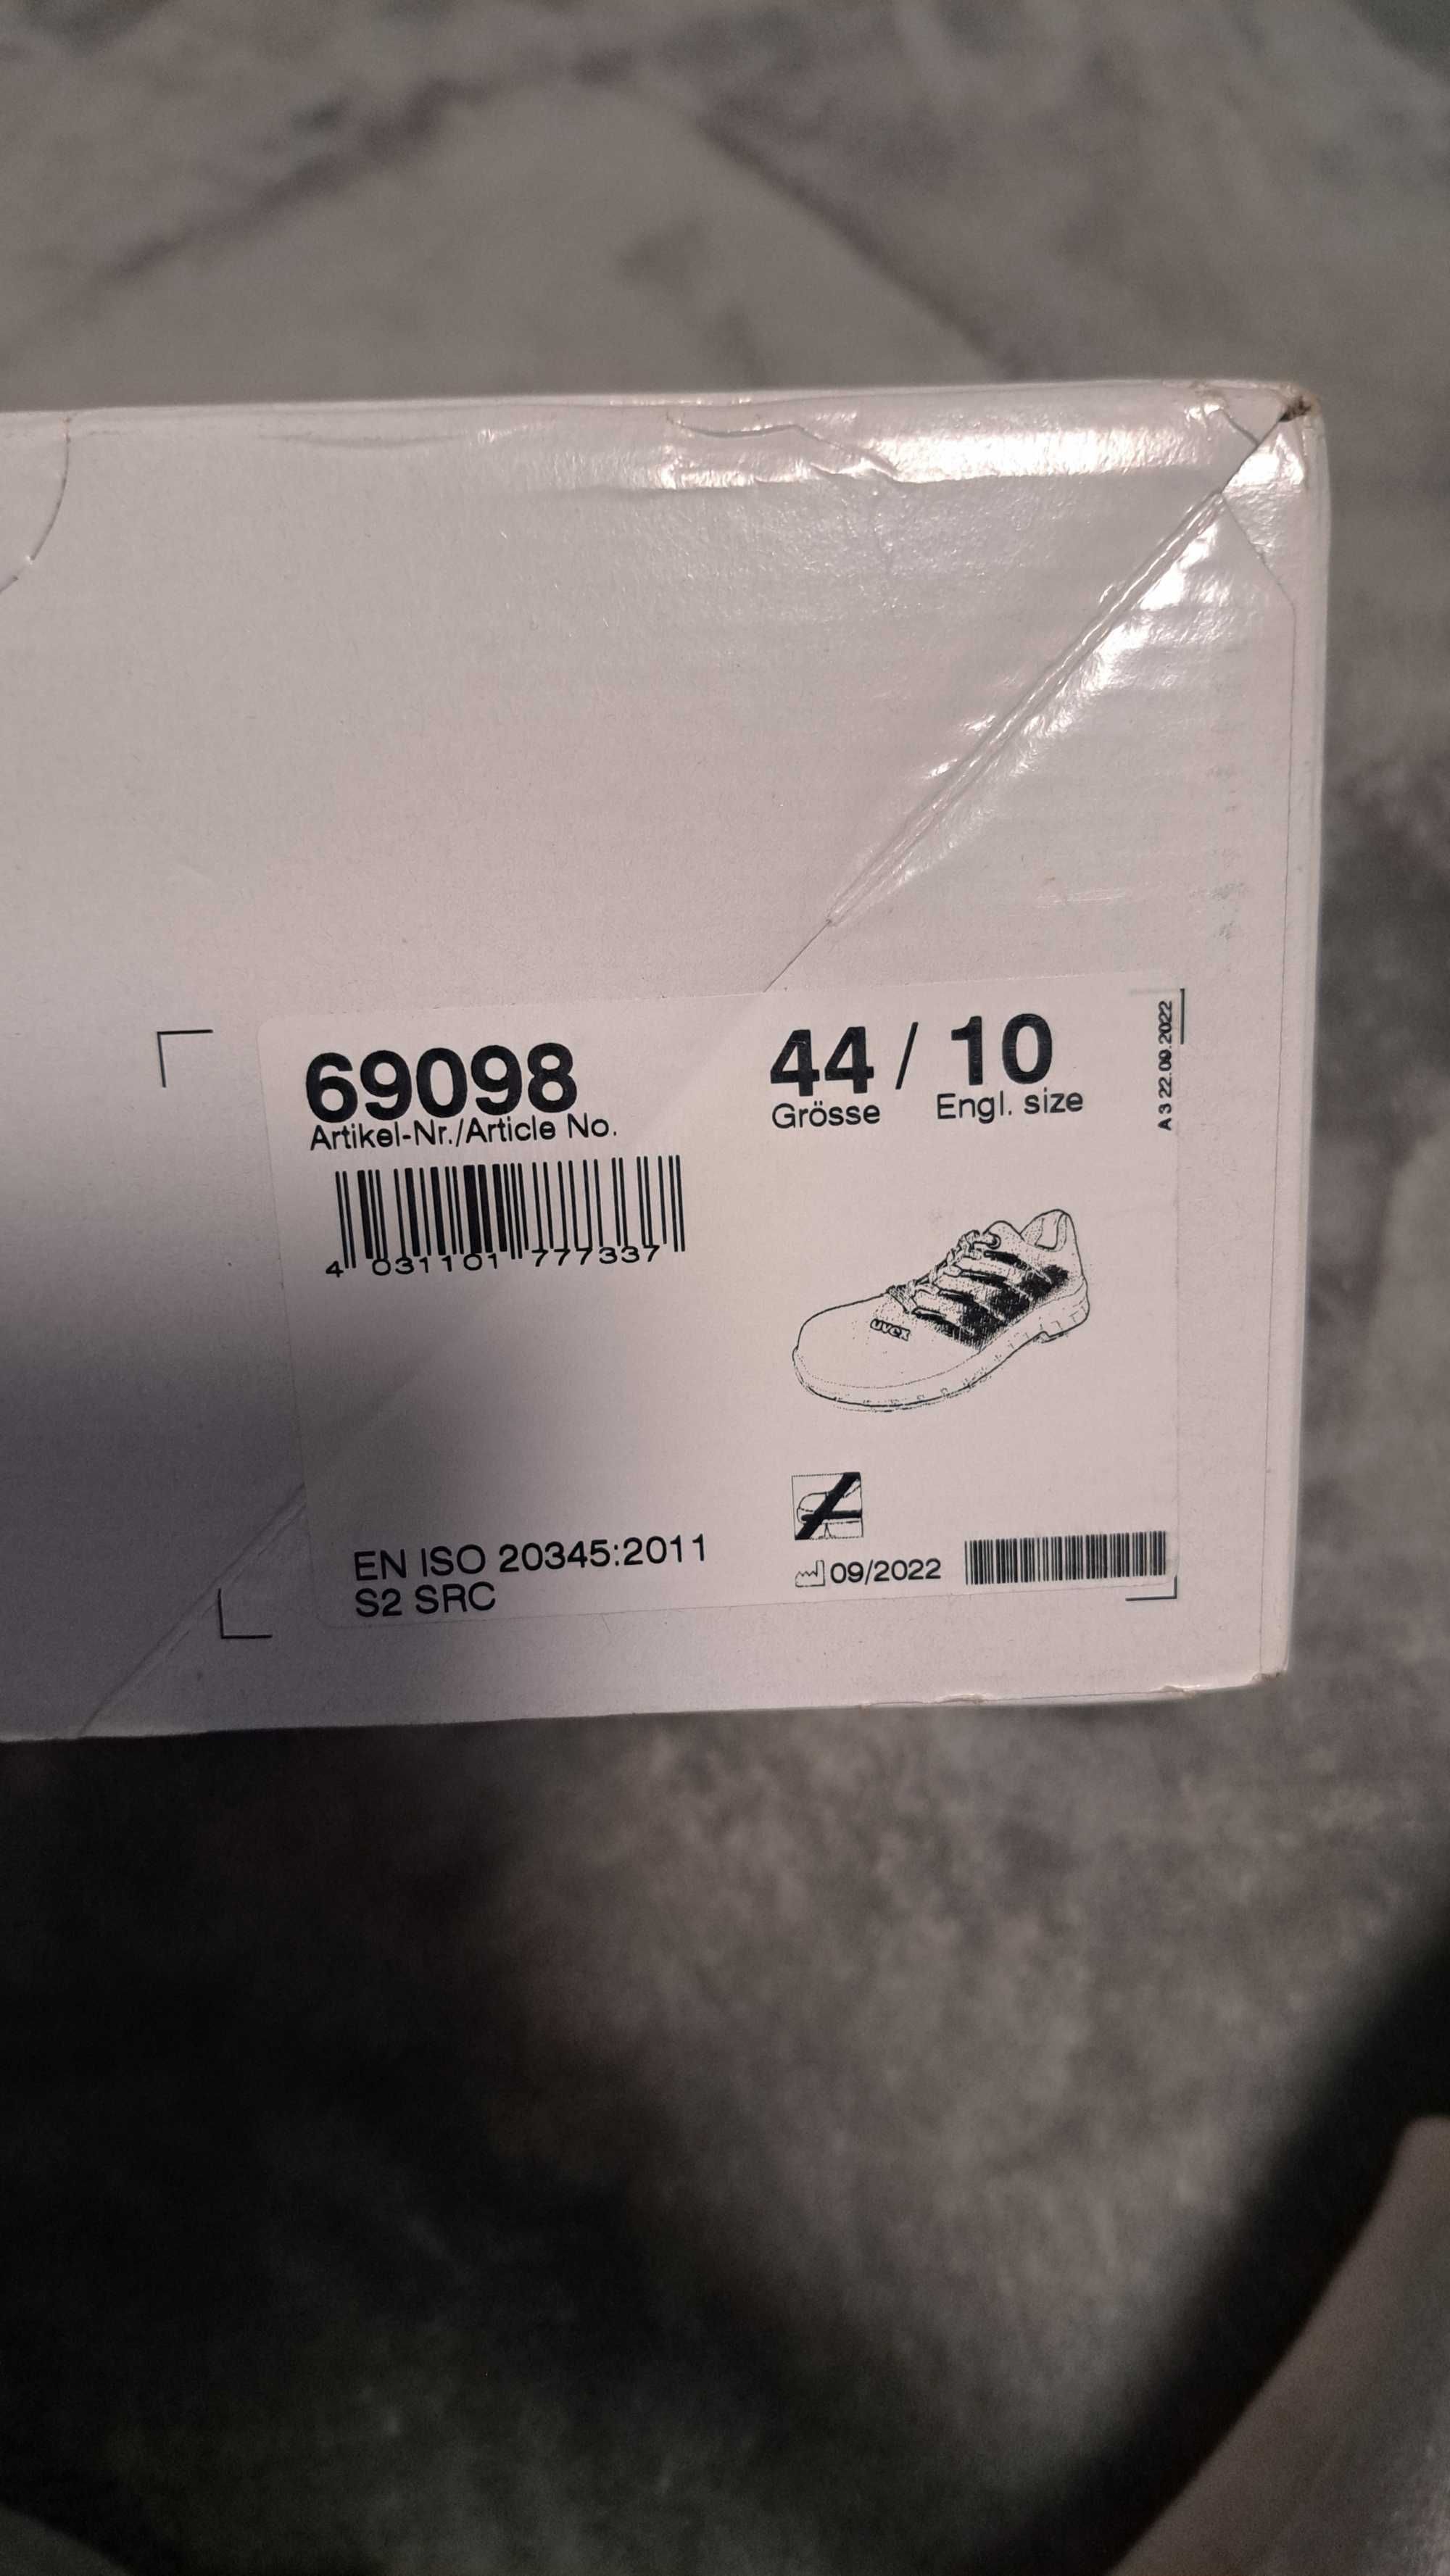 69098
Artikel-Nr./Article No.
4 031101 777337
44 / 10
Grösse Engl. size
A 3 22.09.2022
uvex
EN ISO 20345:2011
S2 SRC
09/2022